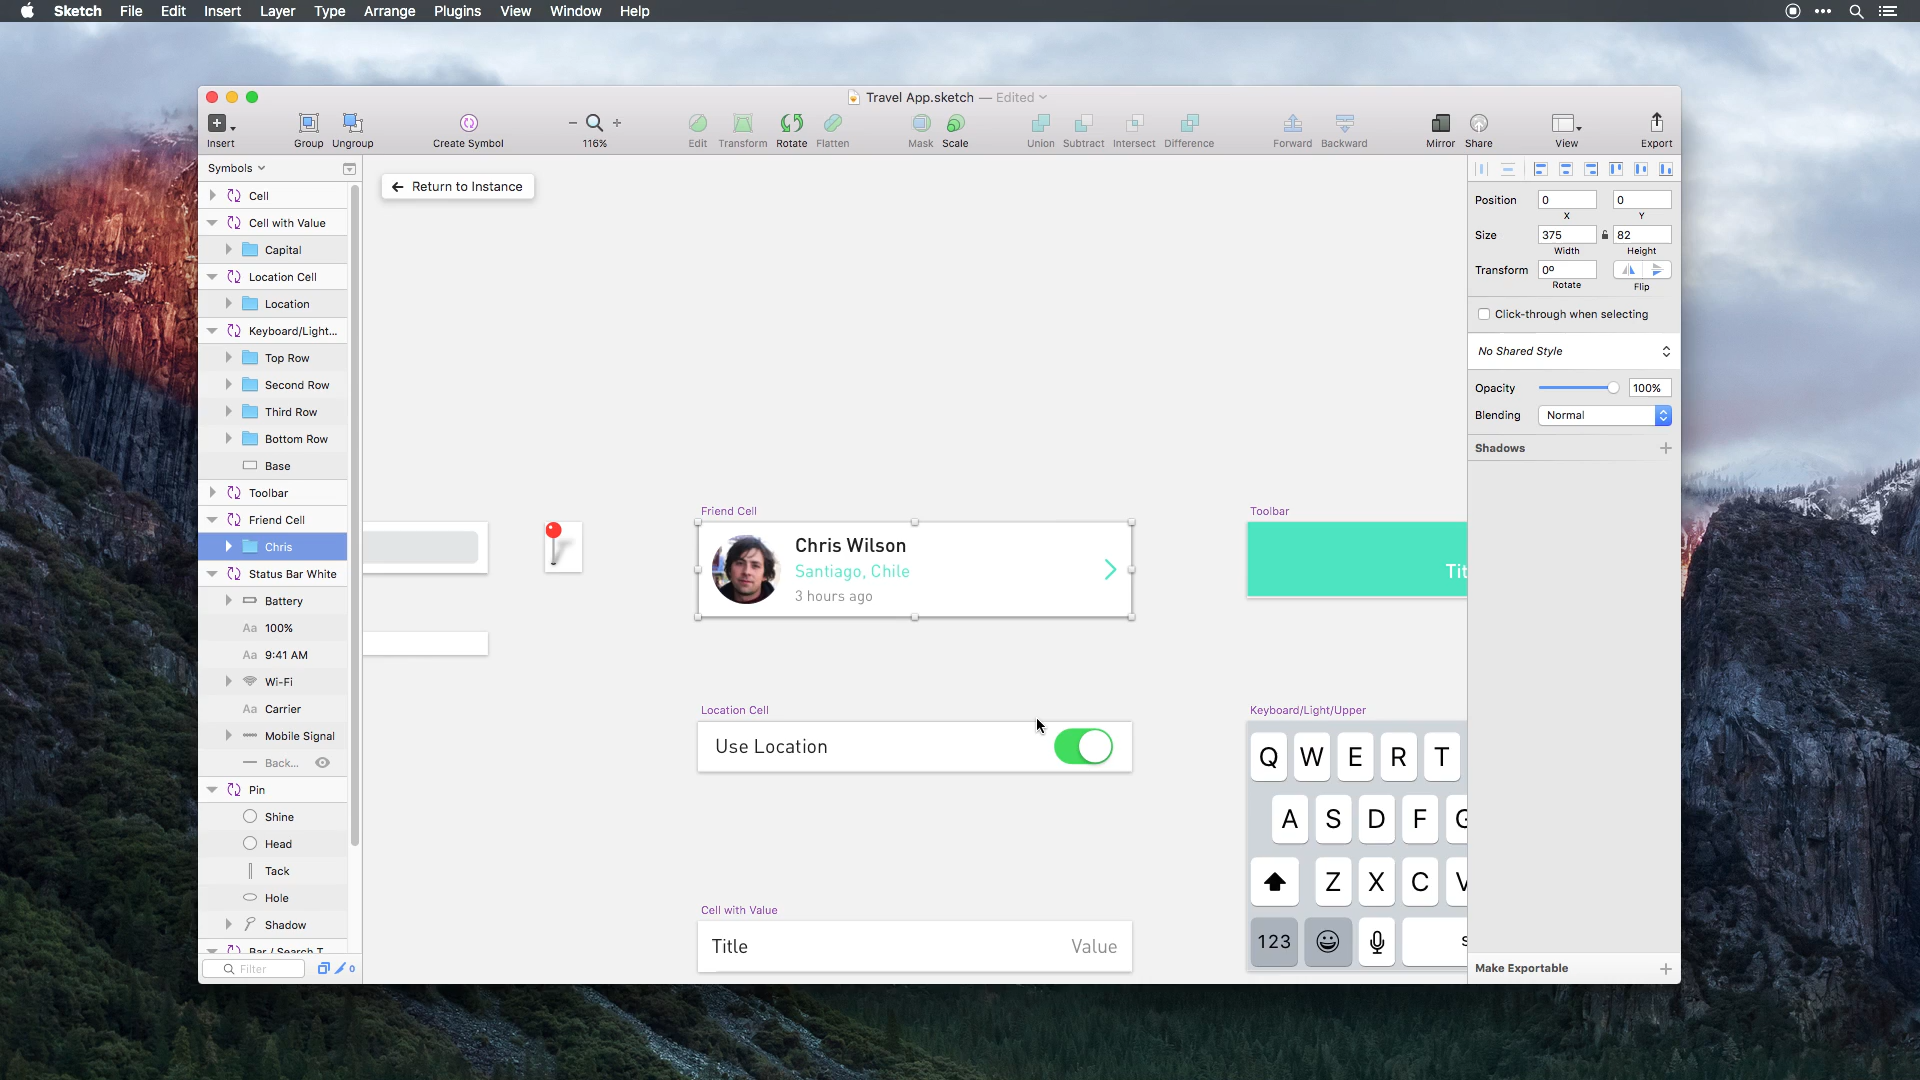 Sketch File Edit Insert Layer Type Arrange Plugins View Window Help
Travel App.sketch — Edited
Insert Group Ungroup Create Symbol 116% Edit Transform Rotate Flatten Mask Scale Union Subtract Intersect Difference Forward Backward Mirror Share View Export
Symbols
Cell
Cell with Value
Capital
Location Cell
Location
Keyboard/Light...
Top Row
Second Row
Third Row
Bottom Row
Base
Toolbar
Friend Cell
Chris
Status Bar White
Battery
Aa 100%
Aa 9:41 AM
Wi-Fi
Aa Carrier
Mobile Signal
Back...
Pin
Shine
Head
Tack
Hole
Shadow
Bar / Search T
Filter
0
Return to Instance
Friend Cell
Chris Wilson
Santiago, Chile
3 hours ago
Location Cell
Use Location
Cell with Value
Title Value
Toolbar
Tit
Keyboard/Light/Upper
Q W E R T
A S D F G
Z X C V
123 s
Position 0 0
X Y
Size 375 82
Width Height
Transform 0º
Rotate Flip
Click-through when selecting
No Shared Style
Opacity 100%
Blending Normal
Shadows
Make Exportable